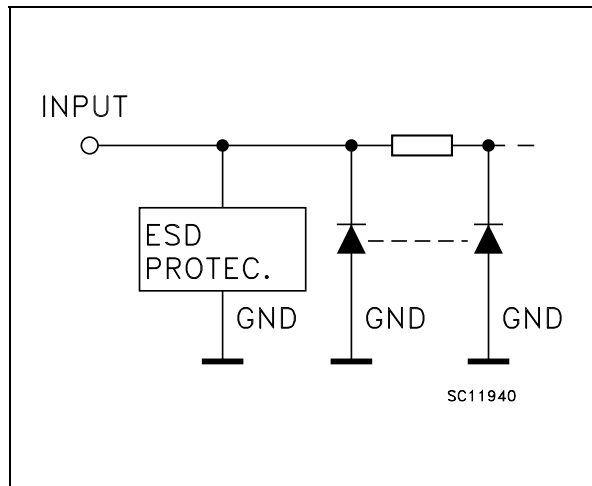 INPUT
ESD
PROTEC.
GND
GND
GND
SC11940